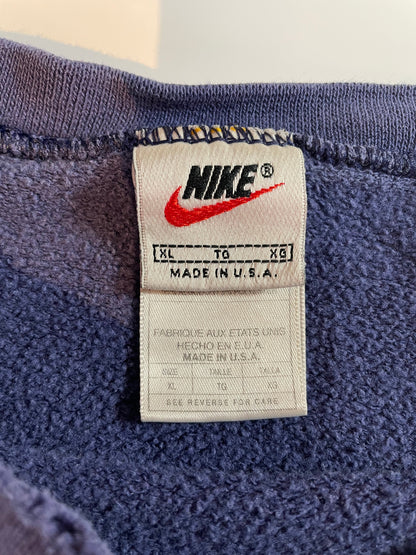 NIKE®
XL TG XG
MADE IN U.S.A.
FABRIQUE AUX ETATS UNIS
HECHO EN E.U.A.
MADE IN U.S.A.
SIZE TAILLE TALLA
XL TG XG
SEE REVERSE FOR CARE